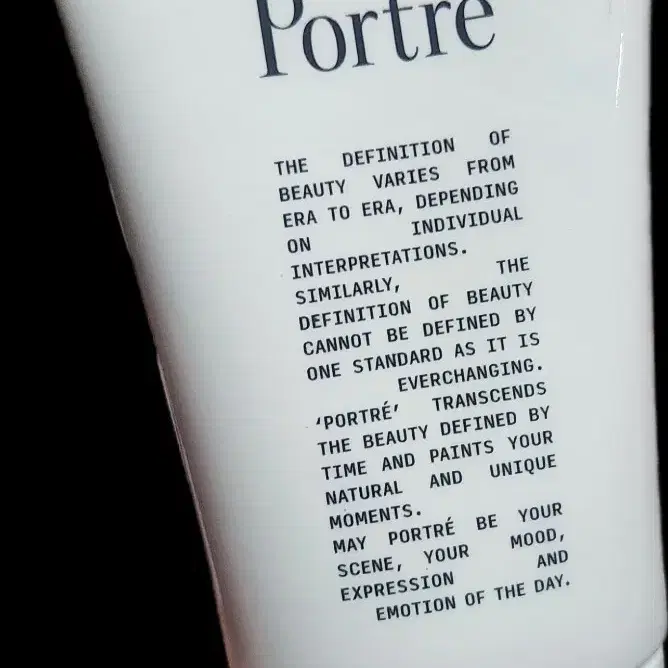 Portré
THE DEFINITION OF
BEAUTY VARIES FROM
ERA TO ERA, DEPENDING
ON INDIVIDUAL
INTERPRETATIONS.
SIMILARLY, THE
DEFINITION OF BEAUTY
CANNOT BE DEFINED BY
ONE STANDARD AS IT IS
EVERCHANGING.
‘PORTRÉ’ TRANSCENDS
THE BEAUTY DEFINED BY
TIME AND PAINTS YOUR
NATURAL AND UNIQUE
MOMENTS.
MAY PORTRÉ BE YOUR
SCENE, YOUR MOOD,
EXPRESSION AND
EMOTION OF THE DAY.